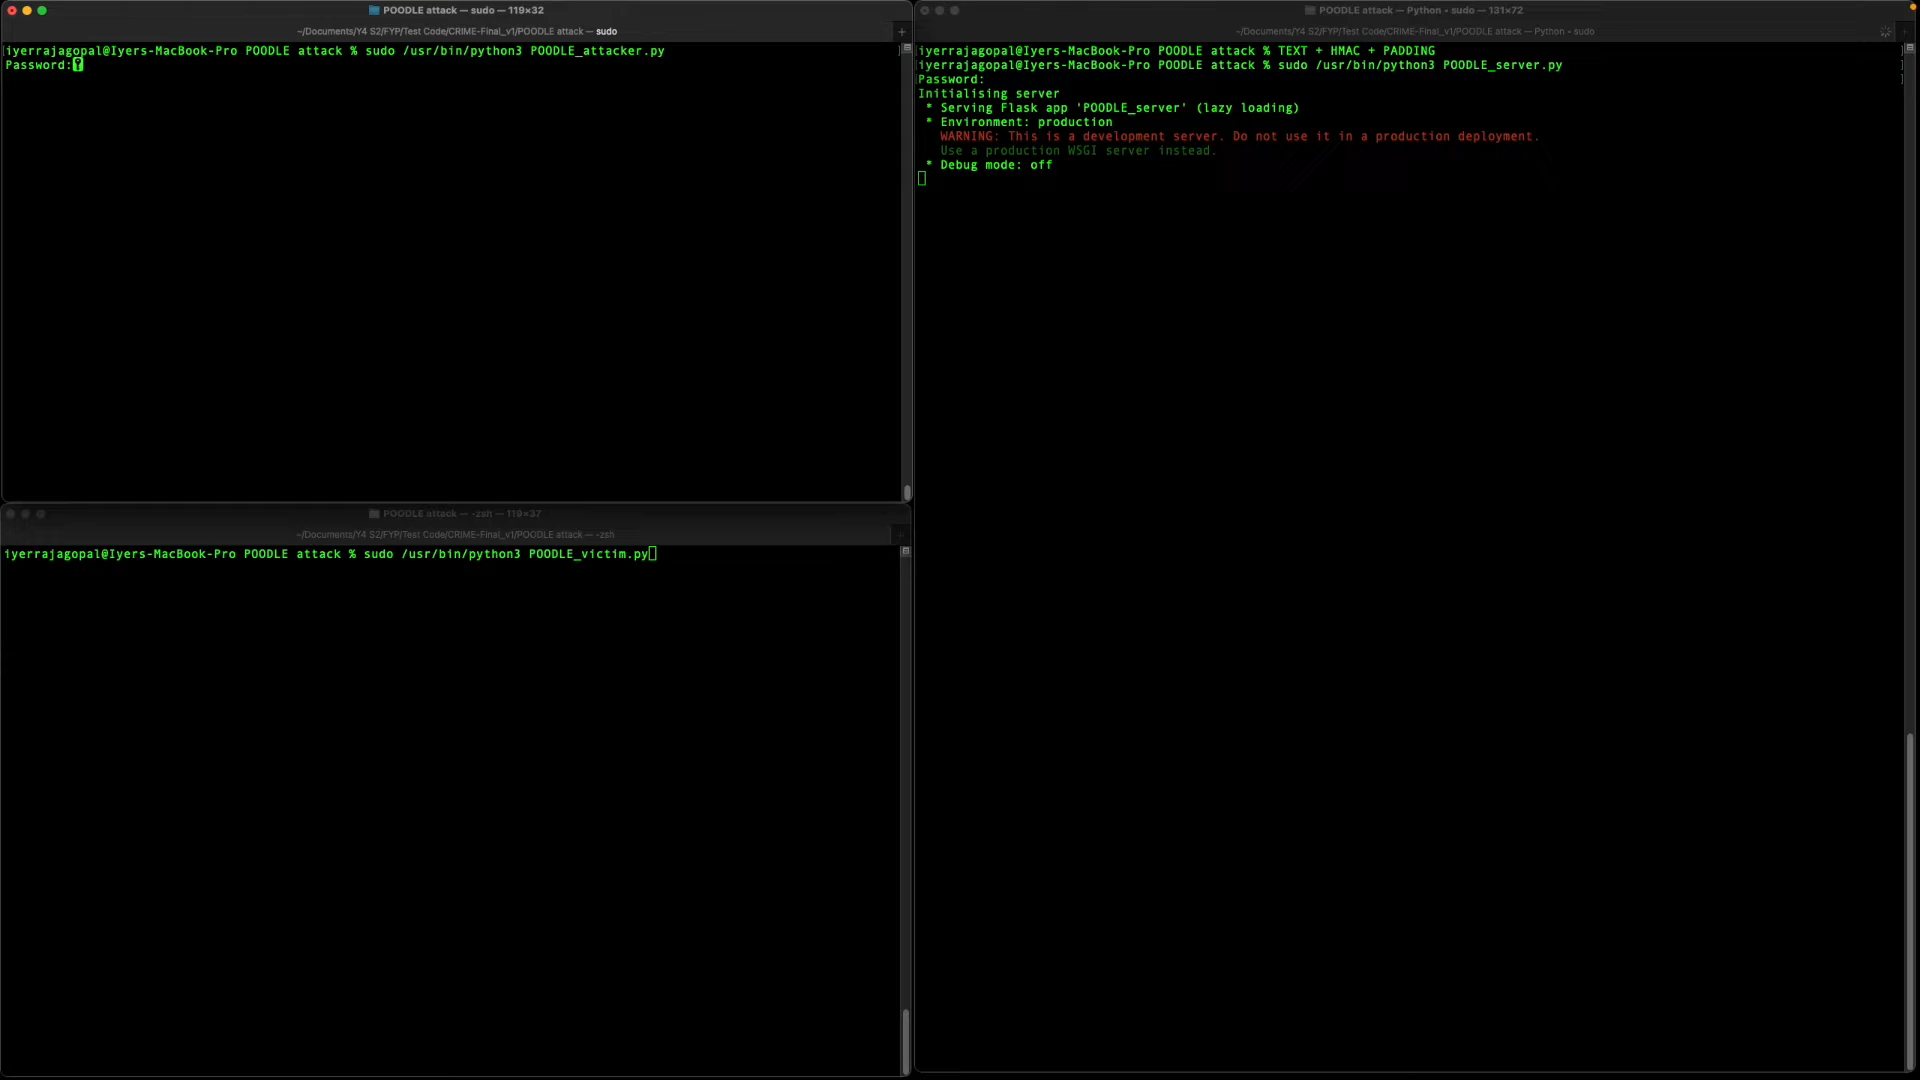 POODLE attack — sudo — 119×32
~/Documents/Y4 S2/FYP/Test Code/CRIME-Final_v1/POODLE attack — sudo
iyerrajagopal@Iyers-MacBook-Pro POODLE attack % sudo /usr/bin/python3 POODLE_attacker.py
Password:
POODLE attack — -zsh — 119×37
~/Documents/Y4 S2/FYP/Test Code/CRIME-Final_v1/POODLE attack — -zsh
iyerrajagopal@Iyers-MacBook-Pro POODLE attack % sudo /usr/bin/python3 POODLE_victim.py
POODLE attack — Python • sudo — 131×72
~/Documents/Y4 S2/FYP/Test Code/CRIME-Final_v1/POODLE attack — Python • sudo
iyerrajagopal@Iyers-MacBook-Pro POODLE attack % TEXT + HMAC + PADDING
iyerrajagopal@Iyers-MacBook-Pro POODLE attack % sudo /usr/bin/python3 POODLE_server.py
Password:
Initialising server
* Serving Flask app 'POODLE_server' (lazy loading)
* Environment: production
WARNING: This is a development server. Do not use it in a production deployment.
Use a production WSGI server instead.
* Debug mode: off